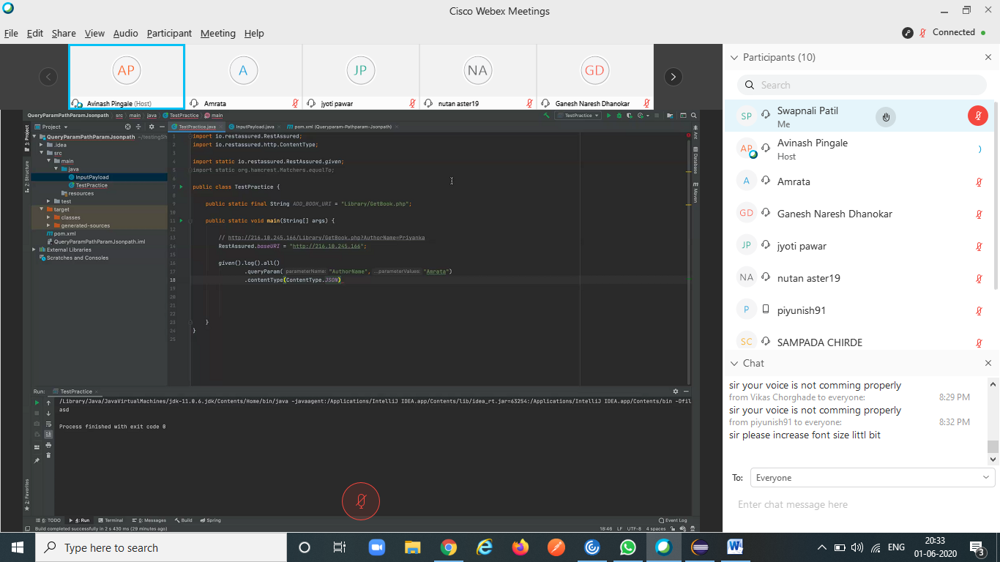 Cisco Webex Meetings
File Edit Share View Audio Participant Meeting Help
Connected
AP A JP NA GD
Avinash Pingale (Host) Amrata jyoti pawar nutan aster19 Ganesh Naresh Dhanokar
QueryParamPathParamJsonpath src main java TestPractice main
TestPractice
Project
TestPractice.java InputPayload.java pom.xml (Queryparam-Pathparam-Jsonpath)
1: Project
Z: Structure
QueryParamPathParamJsonpath ~/testingSh
.idea
src
main
java
InputPayload
TestPractice
resources
test
target
classes
generated-sources
pom.xml
QueryParamPathParamJsonpath.iml
External Libraries
Scratches and Consoles
1 import io.restassured.RestAssured;
2 import io.restassured.http.ContentType;
3
4 import static io.restassured.RestAssured.given;
5 import static org.hamcrest.Matchers.equalTo;
6
7 public class TestPractice {
8
9 public static final String ADD_BOOK_URI = "Library/GetBook.php";
10
11 public static void main(String[] args) {
12
13 // http://216.10.245.166/Library/GetBook.php?AuthorName=Priyanka
14 RestAssured.baseURI = "http://216.10.245.166";
15
16 given().log().all()
17 .queryParam( parameterName: "AuthorName", ...parameterValues: "Amrata")
18 .contentType(ContentType.JSON)
19
20
21
22
23 }
24 }
25
Ant
Database
Maven
Run: TestPractice
/Library/Java/JavaVirtualMachines/jdk-11.0.6.jdk/Contents/Home/bin/java -javaagent:/Applications/IntelliJ IDEA.app/Contents/lib/idea_rt.jar=63254:/Applications/IntelliJ IDEA.app/Contents/bin -Dfil
asd
Process finished with exit code 0
2: Favorites
6: TODO 4: Run Terminal 0: Messages Build Spring Event Log
Build completed successfully in 2 s 430 ms (29 minutes ago) 18:46 LF UTF-8 4 spaces
Participants (10)
Search
SP Swapnali Patil
Me
AP Avinash Pingale
Host
A Amrata
GD Ganesh Naresh Dhanokar
JP jyoti pawar
NA nutan aster19
P piyunish91
SC SAMPADA CHIRDE
Chat
sir your voice is not comming properly
from Vikas Chorghade to everyone: 8:29 PM
sir your voice is not comming properly
from piyunish91 to everyone: 8:32 PM
sir please increase font size littl bit
To: Everyone
Enter chat message here
Type here to search
ENG
20:33
01-06-2020
3